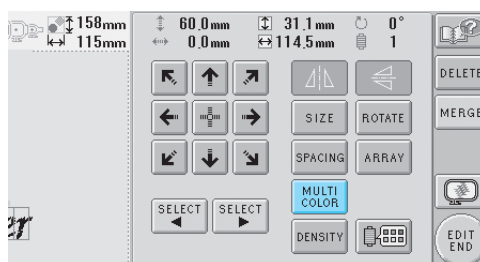 158mm 60.0mm 31.1mm 0°
115mm 0.0mm 114.5mm 1
DELETE
SIZE ROTATE MERGE
SPACING ARRAY
MULTI
COLOR
SELECT SELECT
DENSITY
EDIT
END
er